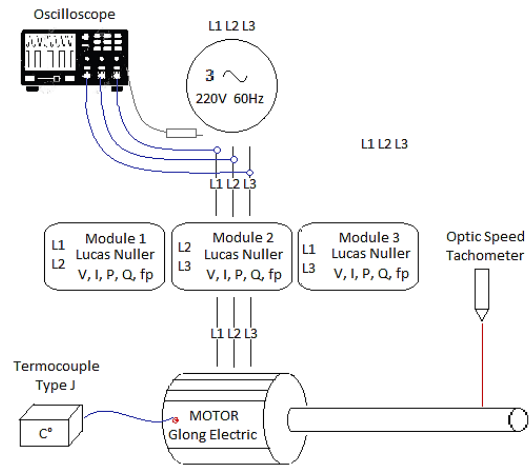 Oscilloscope
L1 L2 L3
3
220V 60Hz
L1 L2 L3
L1 L2 L3
L1
L2
Module 1
Lucas Nuller
V, I, P, Q, fp
L2
L3
Module 2
Lucas Nuller
V, I, P, Q, fp
L1
L3
Module 3
Lucas Nuller
V, I, P, Q, fp
Optic Speed
Tachometer
L1 L2 L3
Termocouple
Type J
C°
MOTOR
Glong Electric